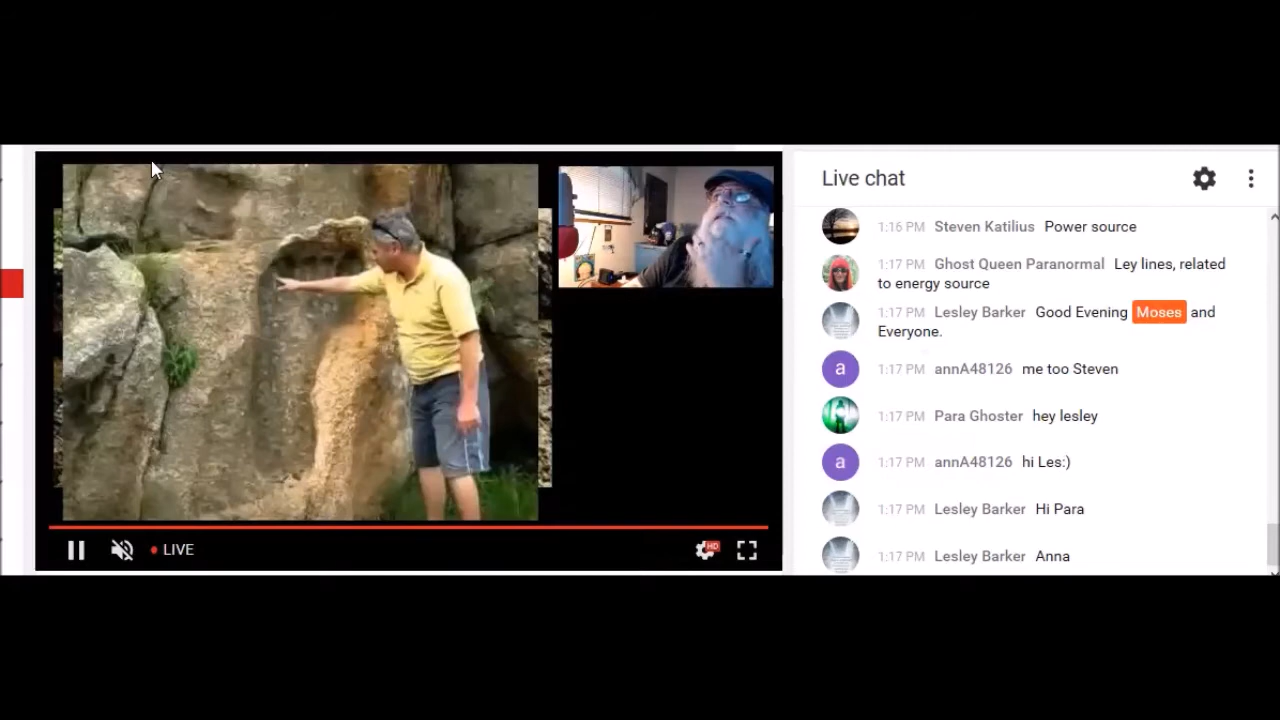 Live chat
1:16 PM Steven Katilius Power source
1:17 PM Ghost Queen Paranormal Ley lines, related
to energy source
1:17 PM Lesley Barker Good Evening Moses and
Everyone.
a 1:17 PM annA48126 me too Steven
1:17 PM Para Ghoster hey lesley
a 1:17 PM annA48126 hi Les:)
1:17 PM Lesley Barker Hi Para
1:17 PM Lesley Barker Anna
LIVE
HD